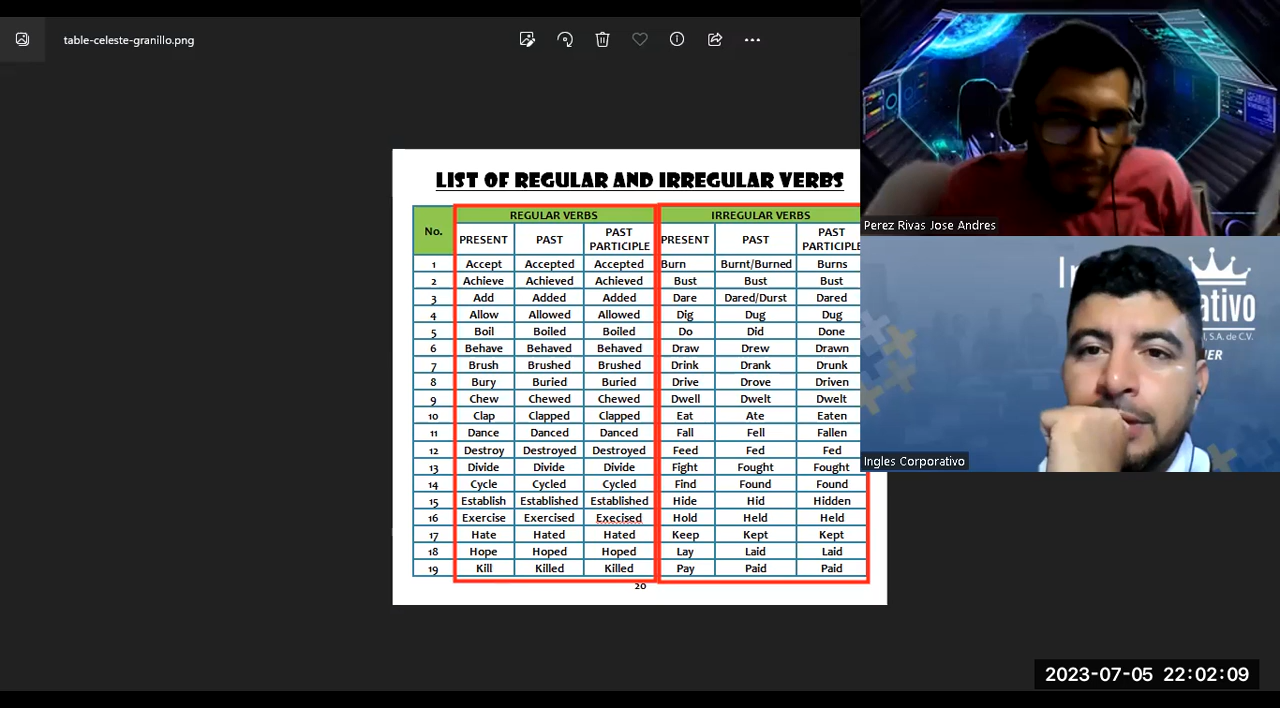 table-celeste-granillo.png
LIST OF REGULAR AND IRREGULAR VERBS
No. REGULAR VERBS IRREGULAR VERBS
PRESENT PAST PAST PARTICIPLE PRESENT PAST PAST PARTICIPLE
1 Accept Accepted Accepted Burn Burnt/Burned Burns
2 Achieve Achieved Achieved Bust Bust Bust
3 Add Added Added Dare Dared/Durst Dared
4 Allow Allowed Allowed Dig Dug Dug
5 Boil Boiled Boiled Do Did Done
6 Behave Behaved Behaved Draw Drew Drawn
7 Brush Brushed Brushed Drink Drank Drunk
8 Bury Buried Buried Drive Drove Driven
9 Chew Chewed Chewed Dwell Dwelt Dwelt
10 Clap Clapped Clapped Eat Ate Eaten
11 Dance Danced Danced Fall Fell Fallen
12 Destroy Destroyed Destroyed Feed Fed Fed
13 Divide Divide Divide Fight Fought Fought
14 Cycle Cycled Cycled Find Found Found
15 Establish Established Established Hide Hid Hidden
16 Exercise Exercised Execised Hold Held Held
17 Hate Hated Hated Keep Kept Kept
18 Hope Hoped Hoped Lay Laid Laid
19 Kill Killed Killed Pay Paid Paid
20
Perez Rivas Jose Andres
I
ativo
, S.A. de C.V.
Ingles Corporativo
2023-07-05 22:02:09